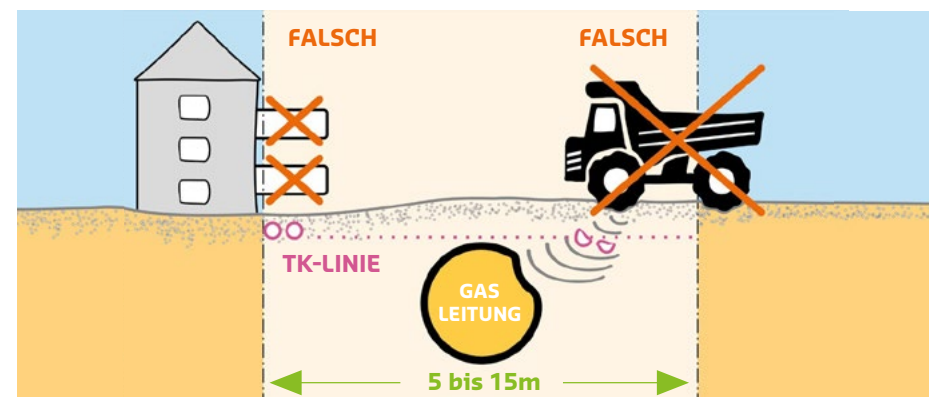 FALSCH
FALSCH
TK-LINIE
GAS
LEITUNG
5 bis 15m